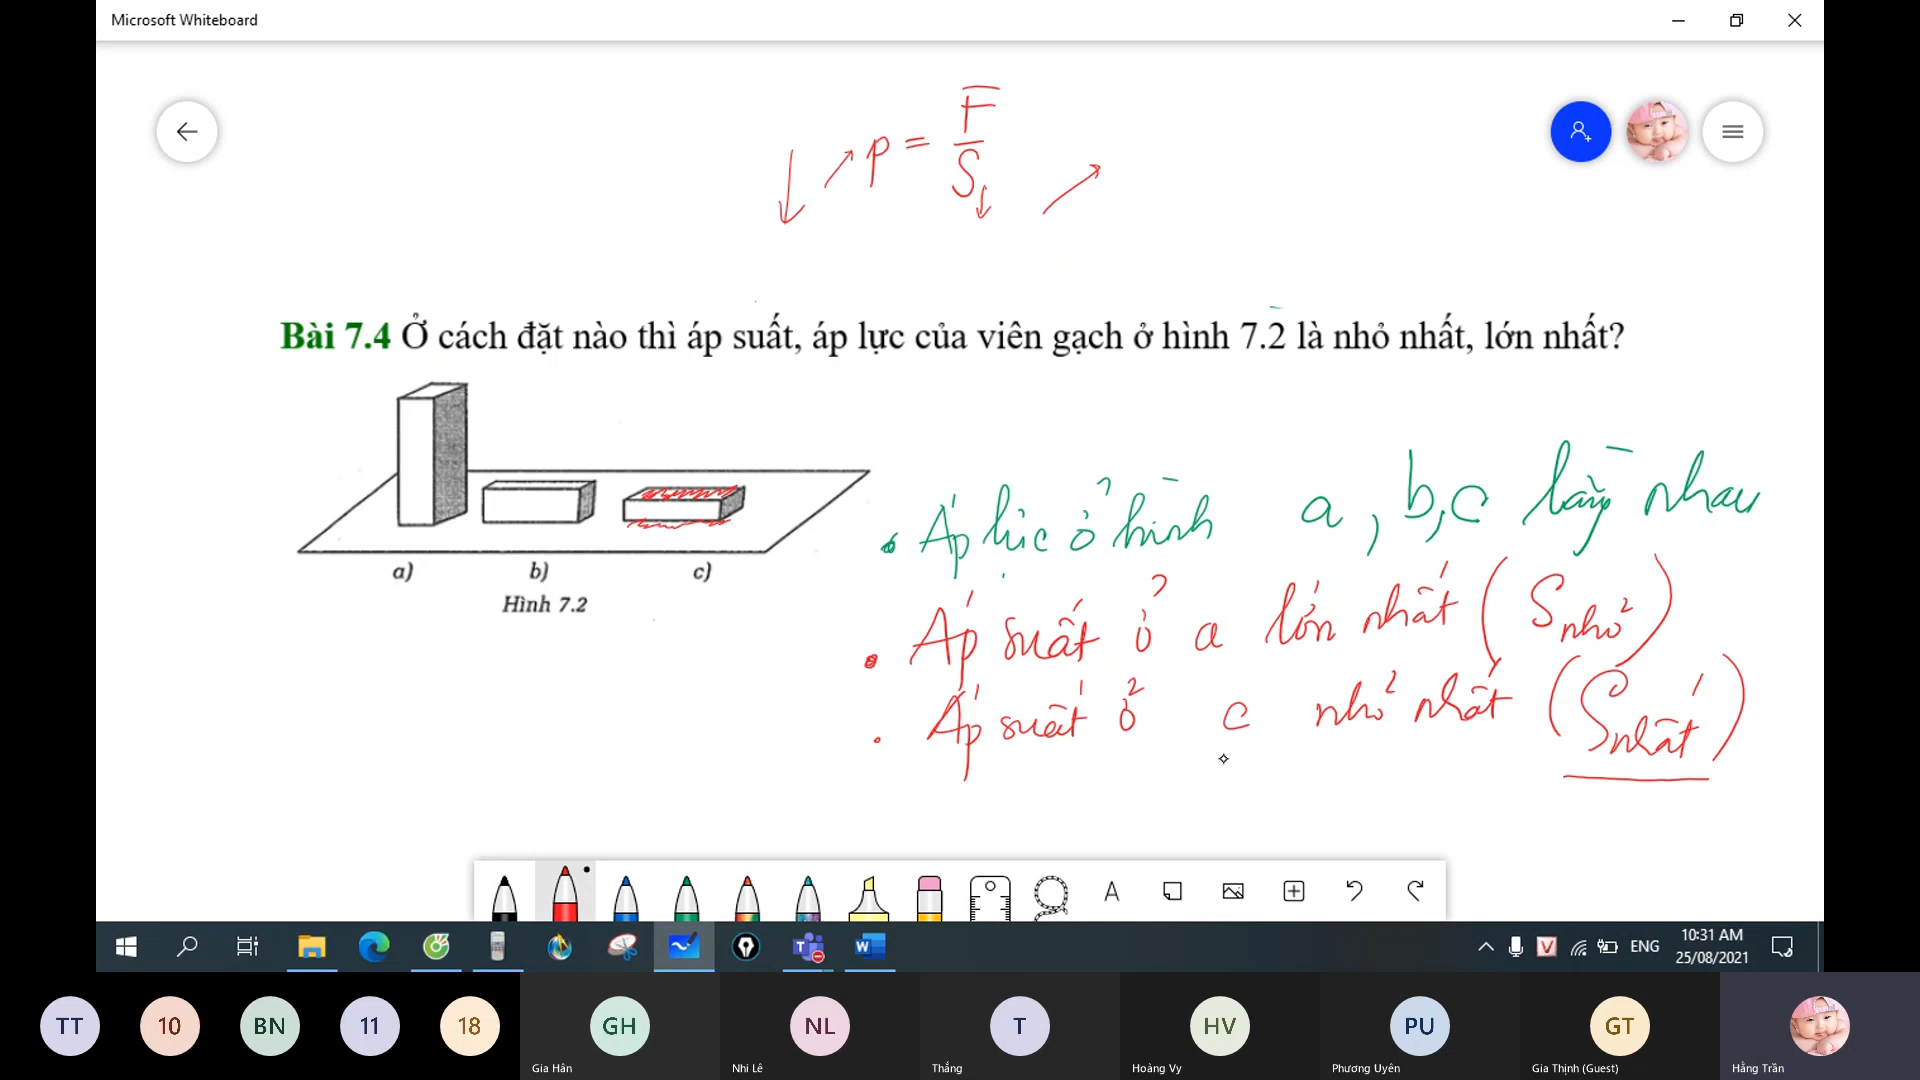 Microsoft Whiteboard
p = F/S
Bài 7.4 Ở cách đặt nào thì áp suất, áp lực của viên gạch ở hình 7.2 là nhỏ nhất, lớn nhất?
a) b) c)
Hình 7.2
Áp lực ở hình a, b, c bằng nhau
Áp suất ở a lớn nhất (S nhỏ)
Áp suất ở c nhỏ nhất (S nhất)
A
ENG
10:31 AM
25/08/2021
TT 10 BN 11 18 GH NL T HV PU GT
Gia Hân Nhi Lê Thắng Hoàng Vy Phương Uyên Gia Thịnh (Guest) Hằng Trần